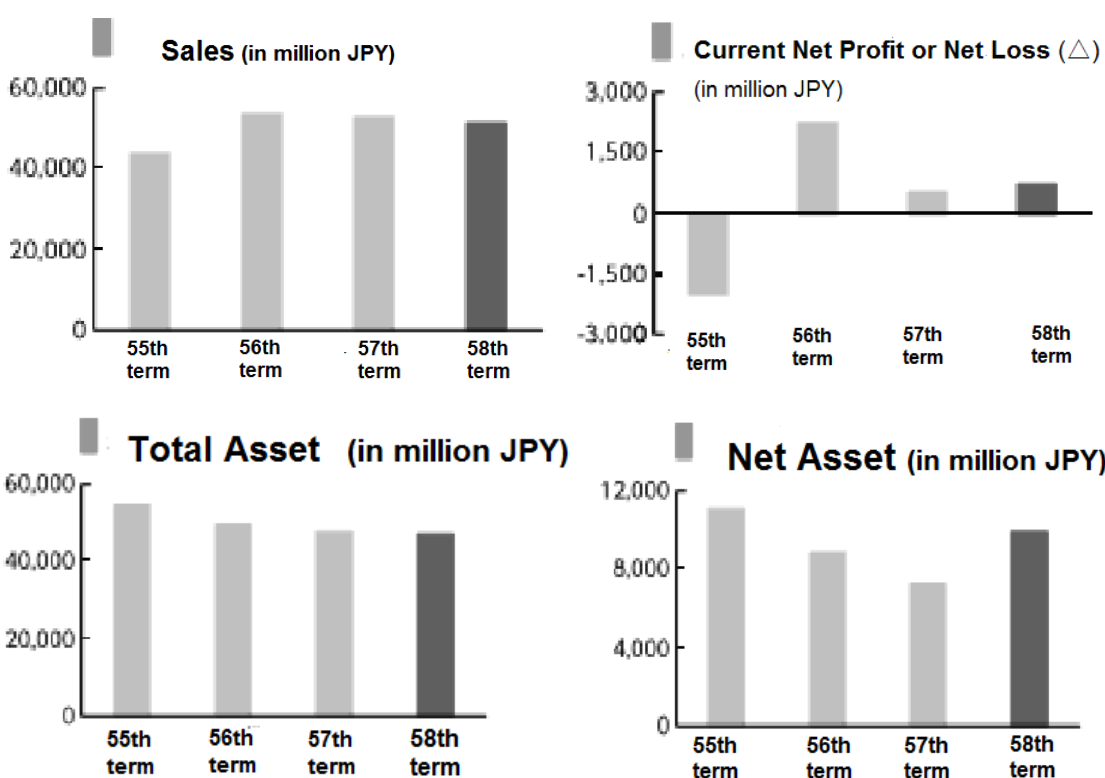 Sales (in million JPY)
60,000
40,000
20,000
0
55th
term
56th
term
57th
term
58th
term
Current Net Profit or Net Loss (△)
(in million JPY)
3,000
1,500
0
-1,500
-3,000
55th
term
56th
term
57th
term
58th
term
Total Asset (in million JPY)
60,000
40,000
20,000
0
55th
term
56th
term
57th
term
58th
term
Net Asset (in million JPY)
12,000
8,000
4,000
0
55th
term
56th
term
57th
term
58th
term